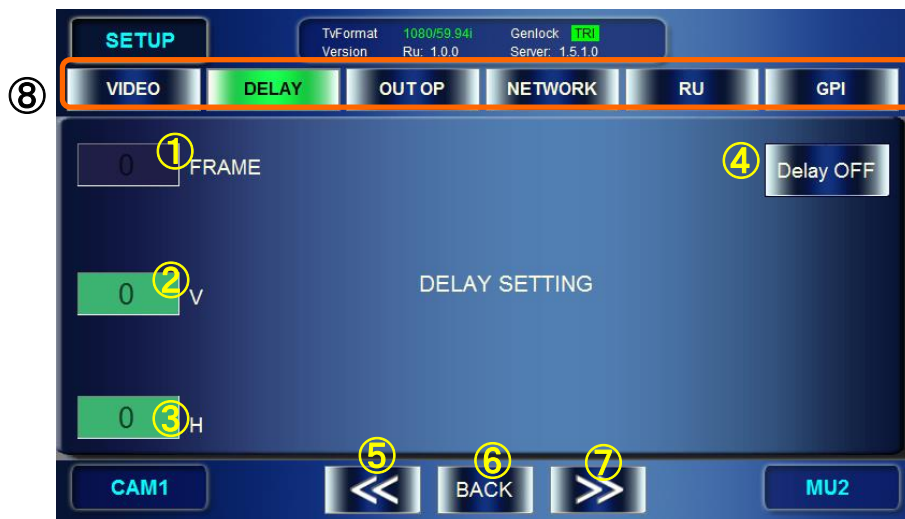 SETUP
TvFormat 1080/59.94i Genlock TRI
Version Ru: 1.0.0 Server: 1.5.1.0
⑧
VIDEO DELAY OUT OP NETWORK RU GPI
0 ① FRAME
④ Delay OFF
0 ② V
DELAY SETTING
0 ③ H
⑤ ⑥ ⑦
CAM1 << BACK >> MU2